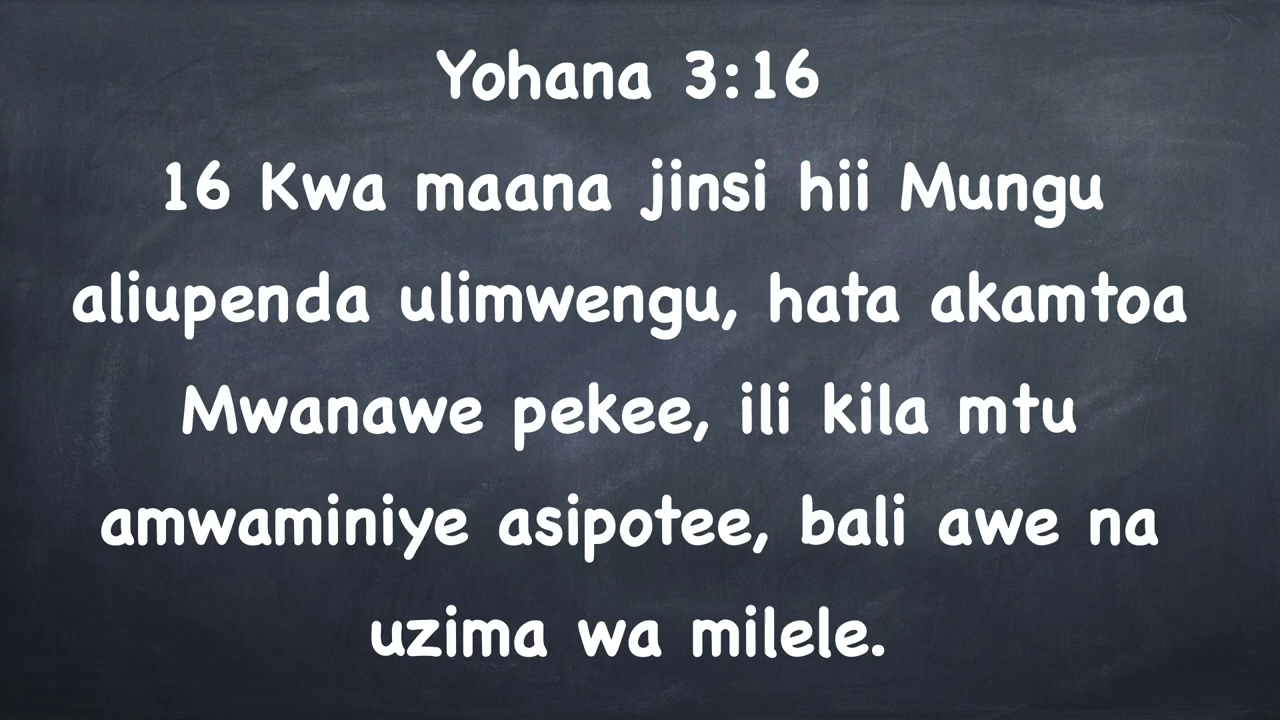 Yohana 3:16
16 Kwa maana jinsi hii Mungu
aliupenda ulimwengu, hata akamtoa
Mwanawe pekee, ili kila mtu
amwaminiye asipotee, bali awe na
uzima wa milele.